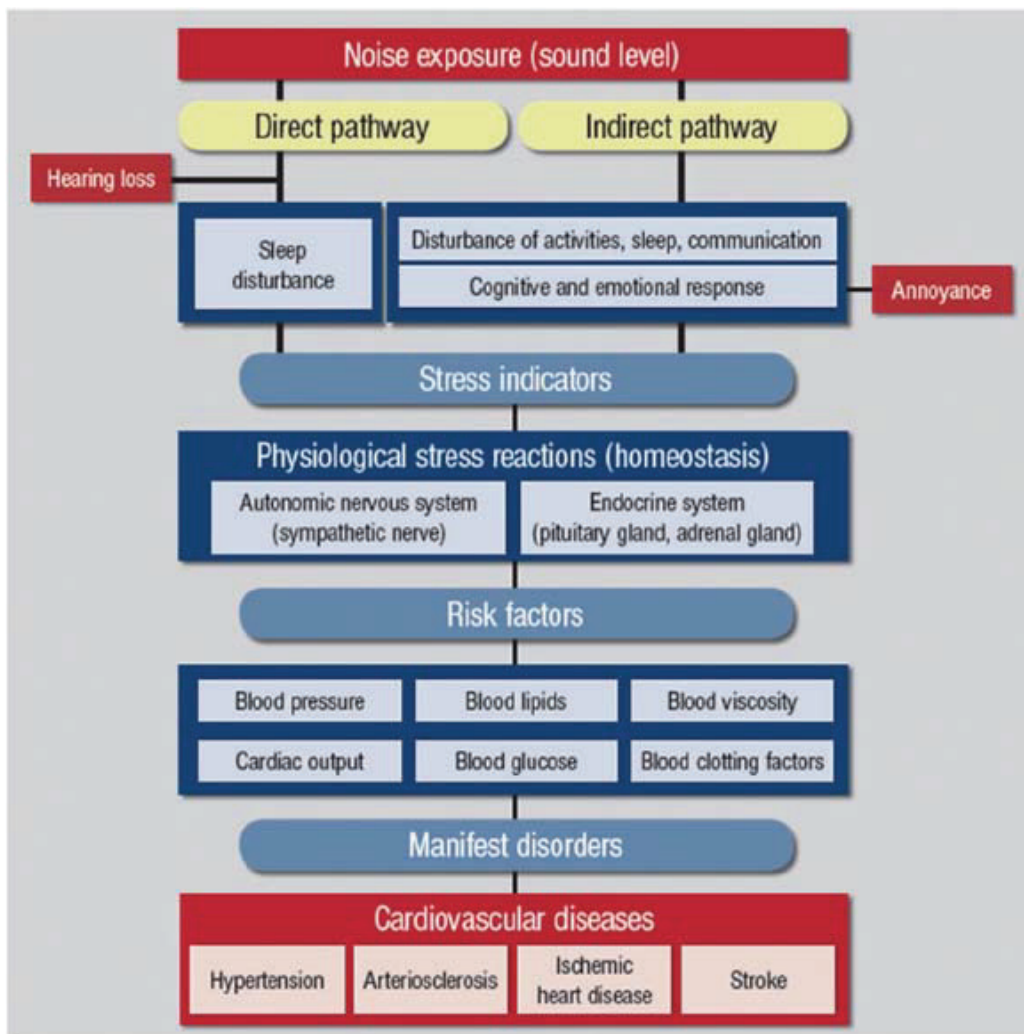 Noise exposure (sound level)
Direct pathway
Indirect pathway
Hearing loss
Sleep
disturbance
Disturbance of activities, sleep, communication
Cognitive and emotional response
Annoyance
Stress indicators
Physiological stress reactions (homeostasis)
Autonomic nervous system
(sympathetic nerve)
Endocrine system
(pituitary gland, adrenal gland)
Risk factors
Blood pressure
Blood lipids
Blood viscosity
Cardiac output
Blood glucose
Blood clotting factors
Manifest disorders
Cardiovascular diseases
Hypertension
Arteriosclerosis
Ischemic
heart disease
Stroke